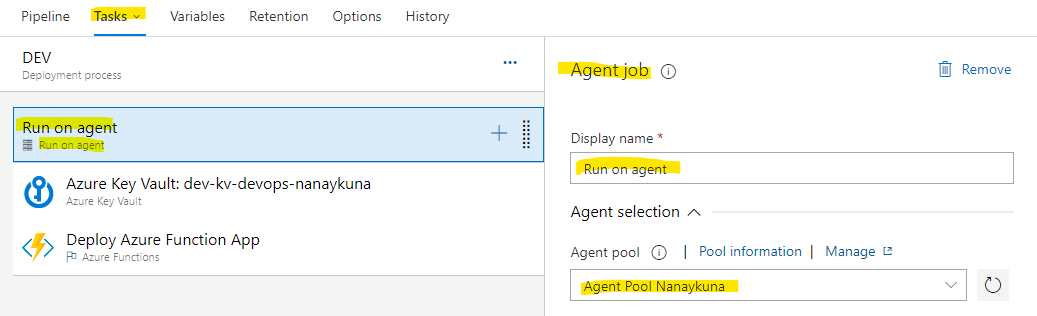 Pipeline Tasks Variables Retention Options History
DEV
Deployment process
Run on agent
Run on agent
Azure Key Vault: dev-kv-devops-nanaykuna
Azure Key Vault
Deploy Azure Function App
Azure Functions
Agent job
Remove
Display name *
Run on agent
Agent selection
Agent pool | Pool information | Manage
Agent Pool Nanaykuna